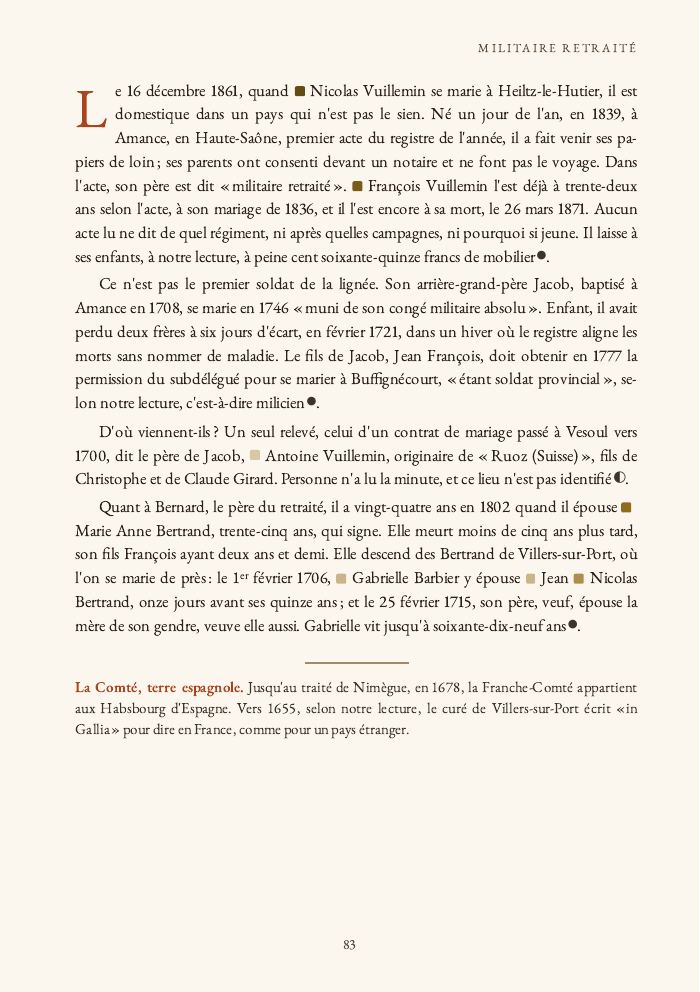 MILITAIRE RETRAITÉ
Le 16 décembre 1861, quand Nicolas Vuillemin se marie à Heiltz-le-Hutier, il est
domestique dans un pays qui n'est pas le sien. Né un jour de l'an, en 1839, à
Amance, en Haute-Saône, premier acte du registre de l'année, il a fait venir ses pa-
piers de loin ; ses parents ont consenti devant un notaire et ne font pas le voyage. Dans
l'acte, son père est dit « militaire retraité ». François Vuillemin l'est déjà à trente-deux
ans selon l'acte, à son mariage de 1836, et il l'est encore à sa mort, le 26 mars 1871. Aucun
acte lu ne dit de quel régiment, ni après quelles campagnes, ni pourquoi si jeune. Il laisse à
ses enfants, à notre lecture, à peine cent soixante-quinze francs de mobilier●.
Ce n'est pas le premier soldat de la lignée. Son arrière-grand-père Jacob, baptisé à
Amance en 1708, se marie en 1746 « muni de son congé militaire absolu ». Enfant, il avait
perdu deux frères à six jours d'écart, en février 1721, dans un hiver où le registre aligne les
morts sans nommer de maladie. Le fils de Jacob, Jean François, doit obtenir en 1777 la
permission du subdélégué pour se marier à Buffignécourt, « étant soldat provincial », se-
lon notre lecture, c'est-à-dire milicien●.
D'où viennent-ils ? Un seul relevé, celui d'un contrat de mariage passé à Vesoul vers
1700, dit le père de Jacob, Antoine Vuillemin, originaire de « Ruoz (Suisse) », fils de
Christophe et de Claude Girard. Personne n'a lu la minute, et ce lieu n'est pas identifié◐.
Quant à Bernard, le père du retraité, il a vingt-quatre ans en 1802 quand il épouse
Marie Anne Bertrand, trente-cinq ans, qui signe. Elle meurt moins de cinq ans plus tard,
son fils François ayant deux ans et demi. Elle descend des Bertrand de Villers-sur-Port, où
l'on se marie de près : le 1er février 1706, Gabrielle Barbier y épouse Jean Nicolas
Bertrand, onze jours avant ses quinze ans ; et le 25 février 1715, son père, veuf, épouse la
mère de son gendre, veuve elle aussi. Gabrielle vit jusqu'à soixante-dix-neuf ans●.
La Comté, terre espagnole. Jusqu'au traité de Nimègue, en 1678, la Franche-Comté appartient
aux Habsbourg d'Espagne. Vers 1655, selon notre lecture, le curé de Villers-sur-Port écrit « in
Gallia » pour dire en France, comme pour un pays étranger.
83